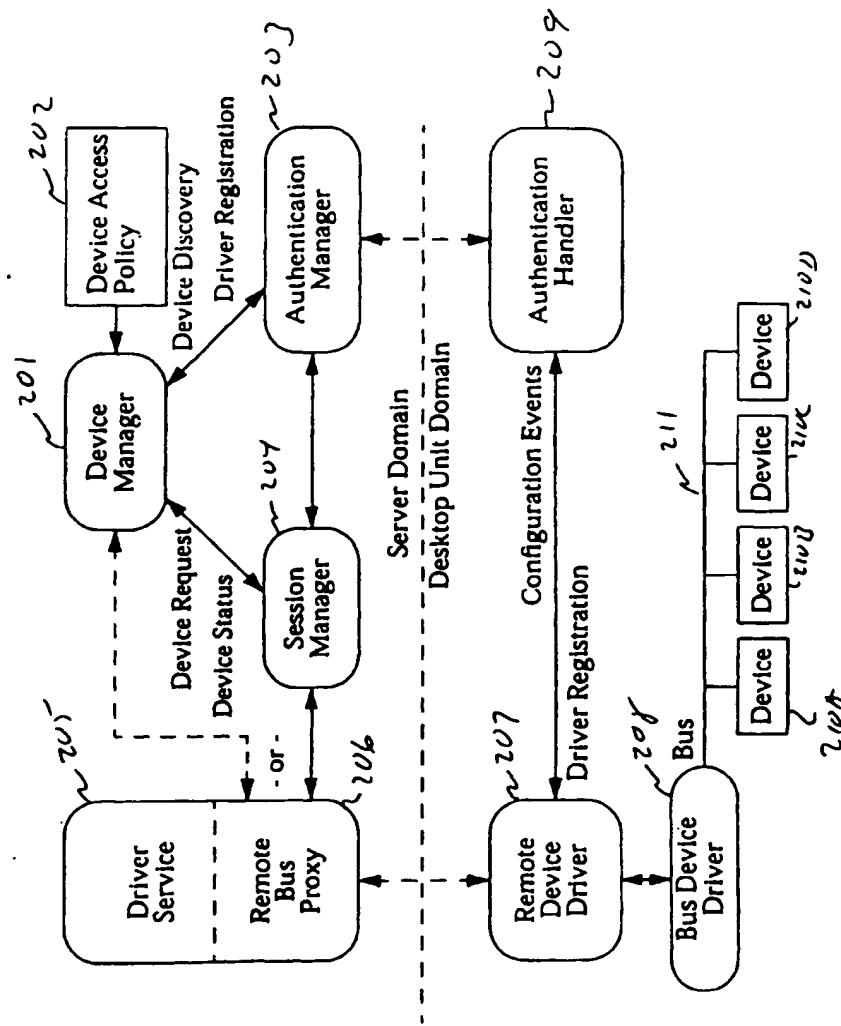 205
Driver
Service
Remote
Bus
Proxy
206
- or -
Device Request
Device Status
201
Device
Manager
202
Device Access
Policy
Device Discovery
Driver Registration
204
Session
Manager
203
Authentication
Manager
Server Domain
Desktop Unit Domain
207
Remote
Device
Driver
Driver Registration
Configuration Events
209
Authentication
Handler
208
Bus Device
Driver
Bus
211
Device
210A
Device
210B
Device
210C
Device
210D